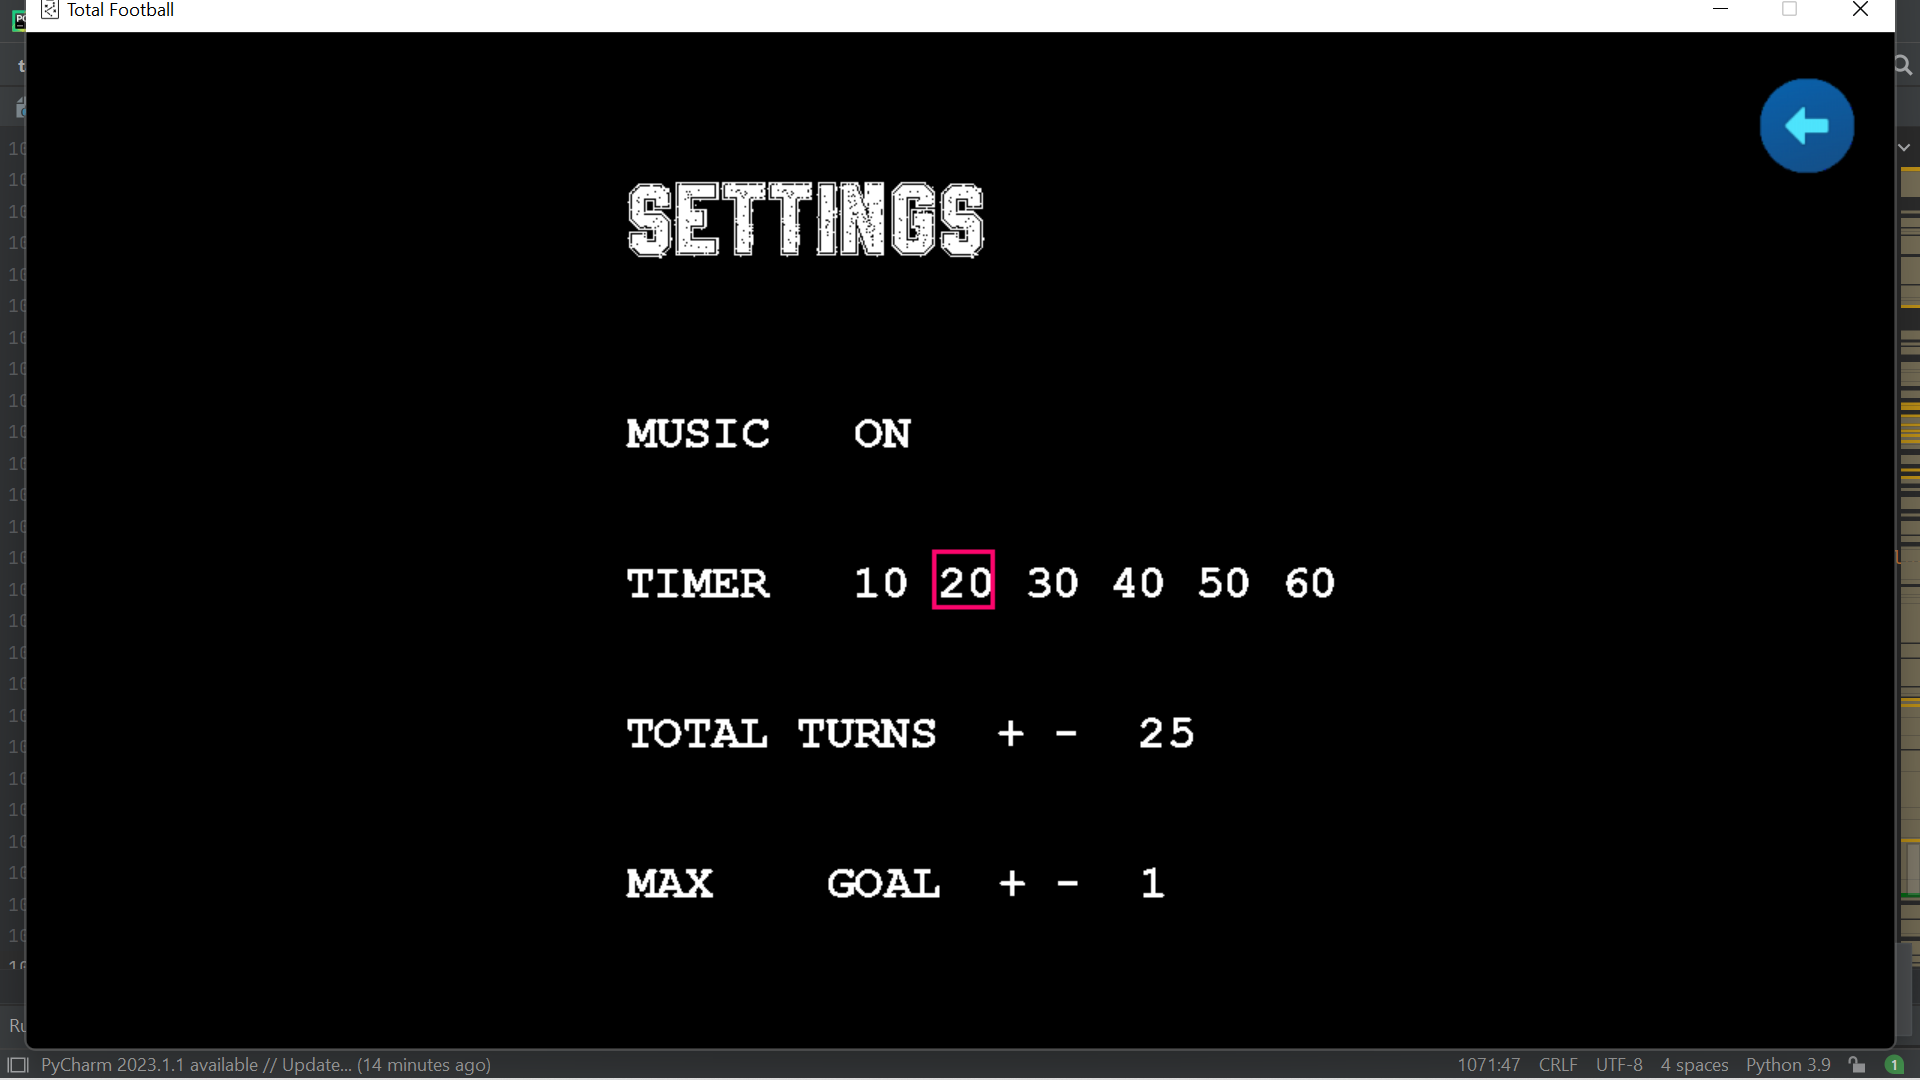 Total Football
SETTINGS
MUSIC ON
TIMER 10 20 30 40 50 60
TOTAL TURNS + - 25
MAX GOAL + - 1
PyCharm 2023.1.1 available // Update... (14 minutes ago)
1071:47 CRLF UTF-8 4 spaces Python 3.9 1